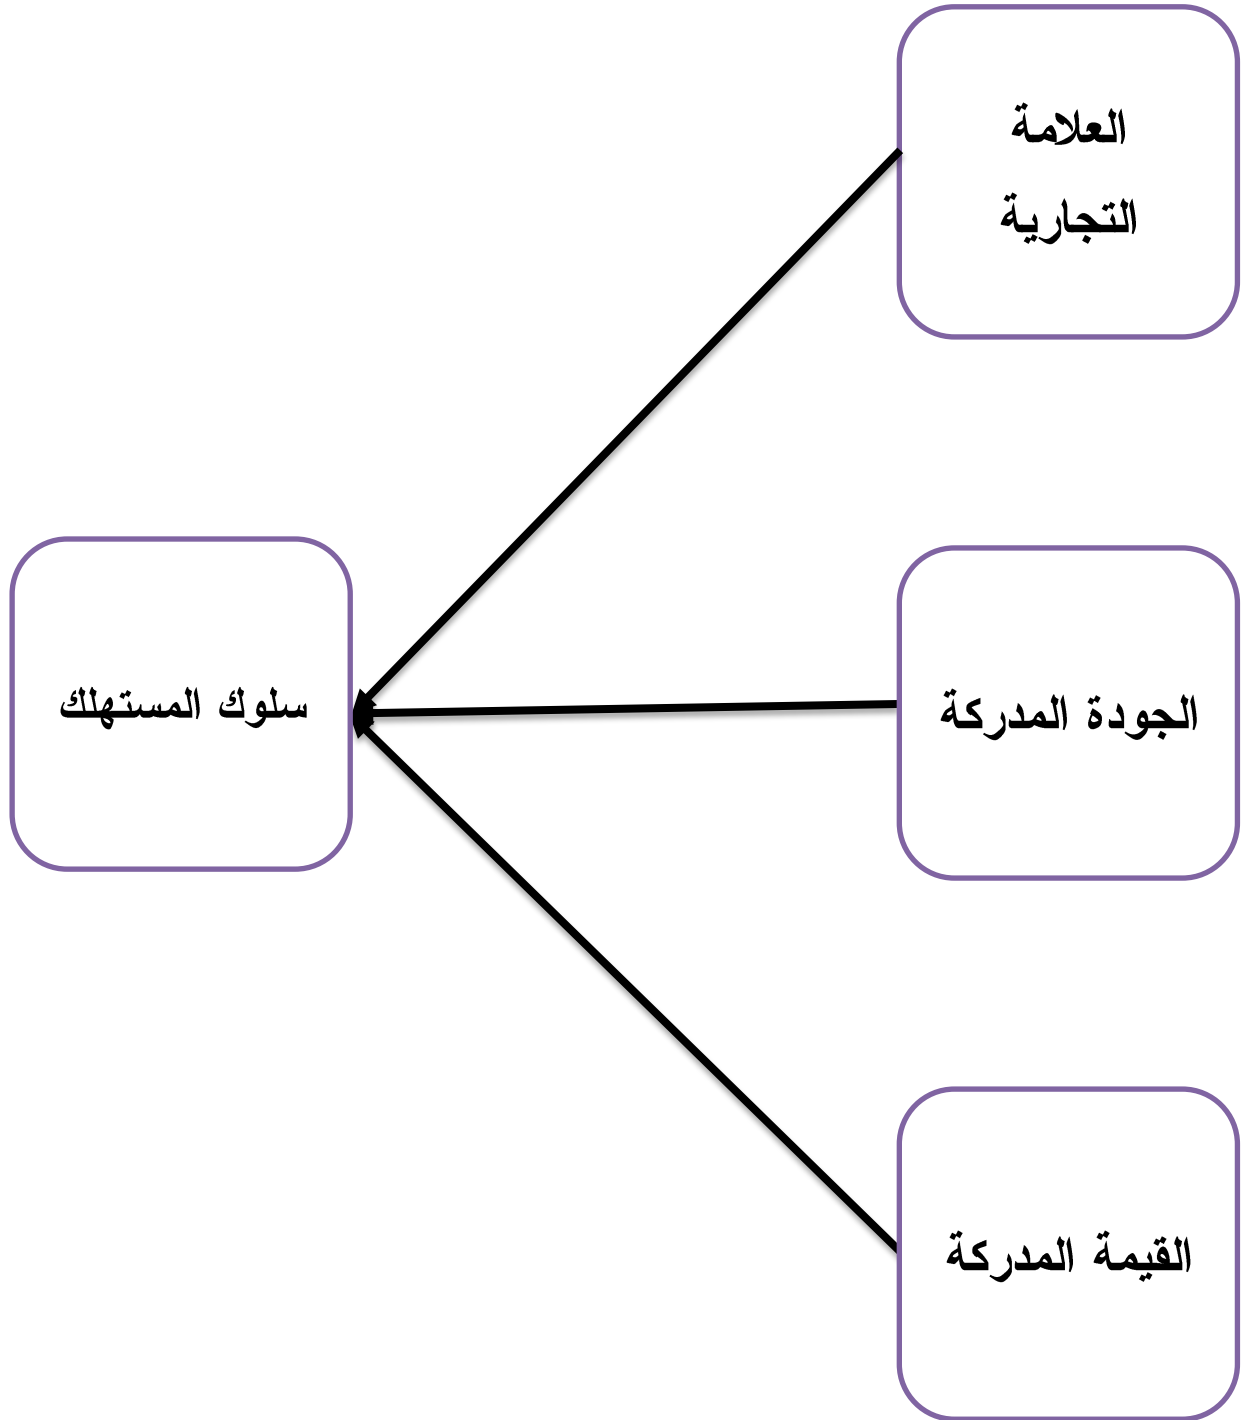 العلامة
التجارية
الجودة المدركة
سلوك المستهلك
القيمة المدركة